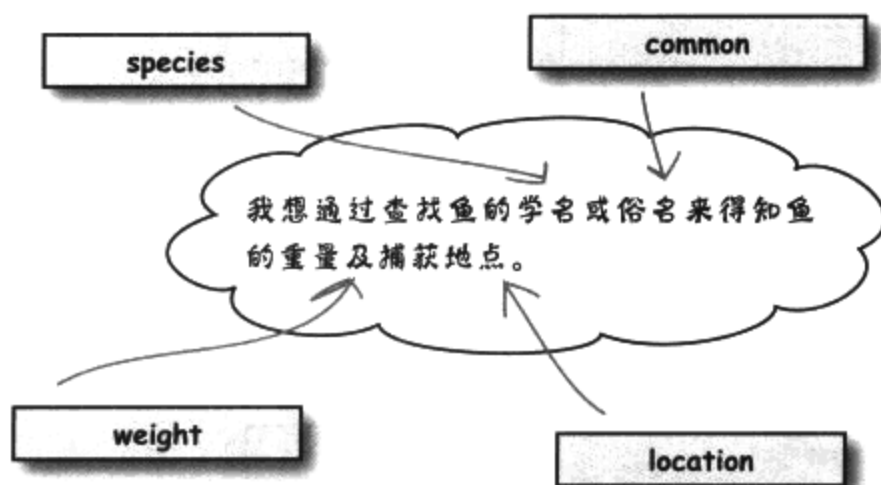 species
common
我想通过查找鱼的学名或俗名来得知鱼
的重量及捕获地点。
weight
location